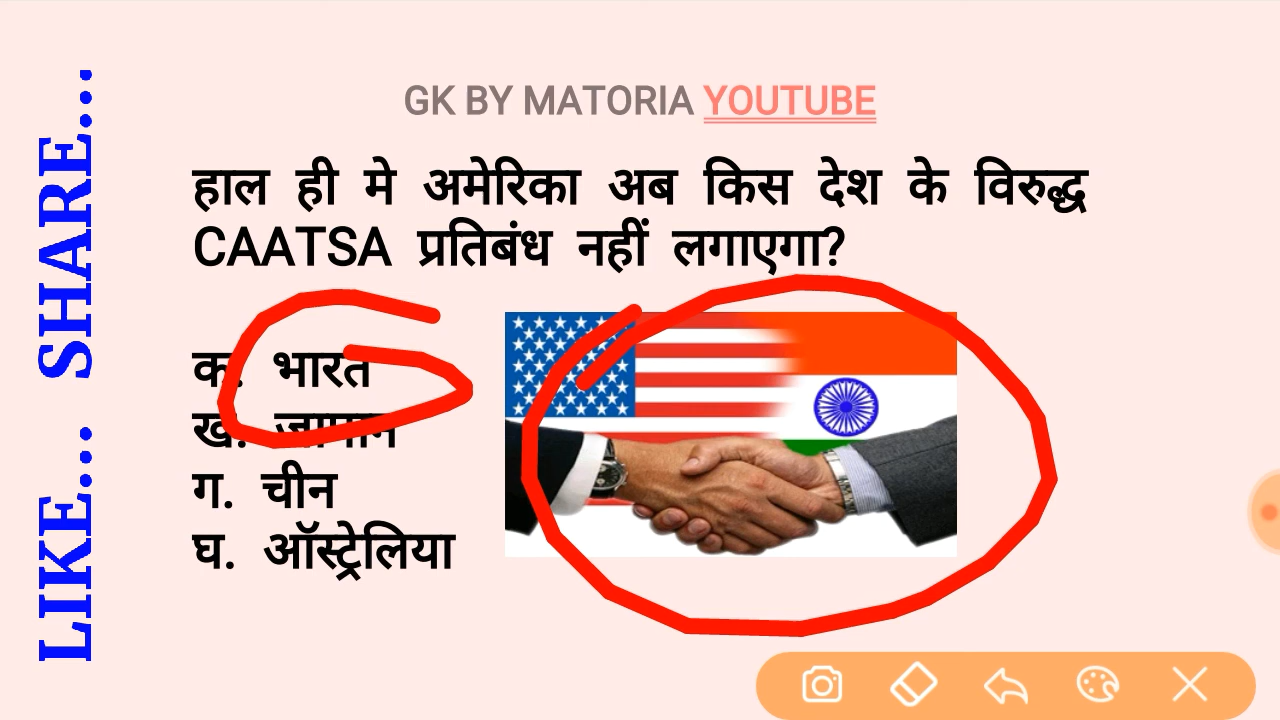 GK BY MATORIA YOUTUBE
हाल ही मे अमेरिका अब किस देश के विरुद्ध
CAATSA प्रतिबंध नहीं लगाएगा?
क. भारत
ख. जापान
ग. चीन
घ. ऑस्ट्रेलिया
LIKE... SHARE...